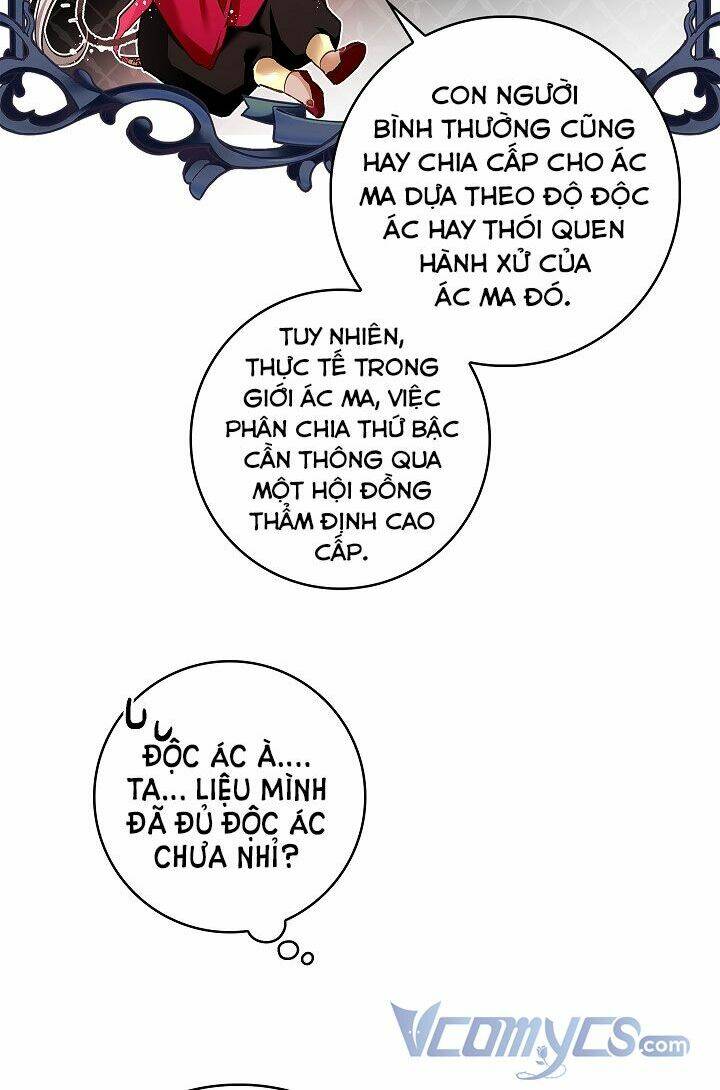 CON NGƯỜI
BÌNH THƯỜNG CŨNG
HAY CHIA CẤP CHO ÁC
MA DỰA THEO ĐỘ ĐỘC
ÁC HAY THÓI QUEN
HÀNH XỬ CỦA
ÁC MA ĐÓ.
TUY NHIÊN,
THỰC TẾ TRONG
GIỚI ÁC MA, VIỆC
PHÂN CHIA THỨ BẬC
CẦN THÔNG QUA
MỘT HỘI ĐỒNG
THẨM ĐỊNH CAO
CẤP.
ĐỘC ÁC À....
TA... LIỆU MÌNH
ĐÃ ĐỦ ĐỘC ÁC
CHƯA NHỈ?
VCOMYCS.com